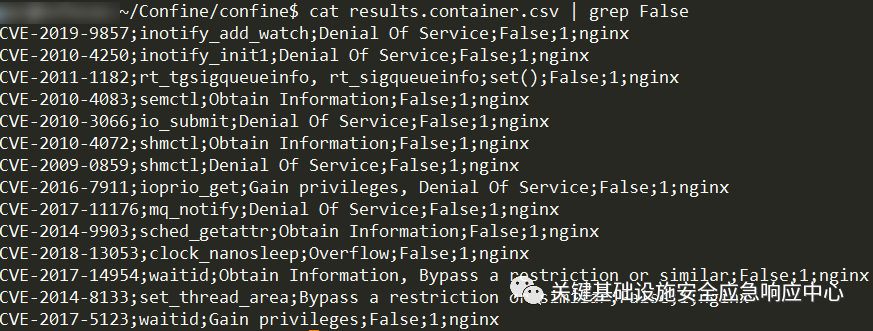 ~/Confine/confine$ cat results.container.csv | grep False
CVE-2019-9857;inotify_add_watch;Denial Of Service;False;1;nginx
CVE-2010-4250;inotify_init1;Denial Of Service;False;1;nginx
CVE-2011-1182;rt_tgsigqueueinfo, rt_sigqueueinfo;set();False;1;nginx
CVE-2010-4083;semctl;Obtain Information;False;1;nginx
CVE-2010-3066;io_submit;Denial Of Service;False;1;nginx
CVE-2010-4072;shmctl;Obtain Information;False;1;nginx
CVE-2009-0859;shmctl;Denial Of Service;False;1;nginx
CVE-2016-7911;ioprio_get;Gain privileges, Denial Of Service;False;1;nginx
CVE-2017-11176;mq_notify;Denial Of Service;False;1;nginx
CVE-2014-9903;sched_getattr;Obtain Information;False;1;nginx
CVE-2018-13053;clock_nanosleep;Overflow;False;1;nginx
CVE-2017-14954;waitid;Obtain Information, Bypass a restriction or similar;False;1;nginx
CVE-2014-8133;set_thread_area;Bypass a restriction or similar;False;1;nginx
关键基础设施安全应急响应中心
CVE-2017-5123;waitid;Gain privileges;False;1;nginx